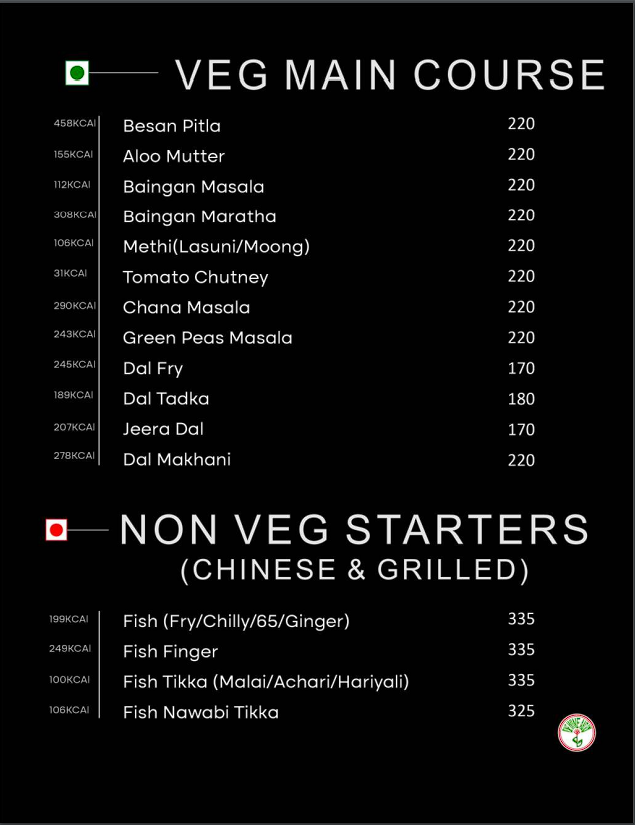 VEG MAIN COURSE
458KCAl Besan Pitla 220
155KCAl Aloo Mutter 220
112KCAl Baingan Masala 220
308KCAl Baingan Maratha 220
106KCAl Methi(Lasuni/Moong) 220
31KCAl Tomato Chutney 220
290KCAl Chana Masala 220
243KCAl Green Peas Masala 220
245KCAl Dal Fry 170
189KCAl Dal Tadka 180
207KCAl Jeera Dal 170
278KCAl Dal Makhani 220
NON VEG STARTERS
(CHINESE & GRILLED)
199KCAl Fish (Fry/Chilly/65/Ginger) 335
249KCAl Fish Finger 335
100KCAl Fish Tikka (Malai/Achari/Hariyali) 335
106KCAl Fish Nawabi Tikka 325